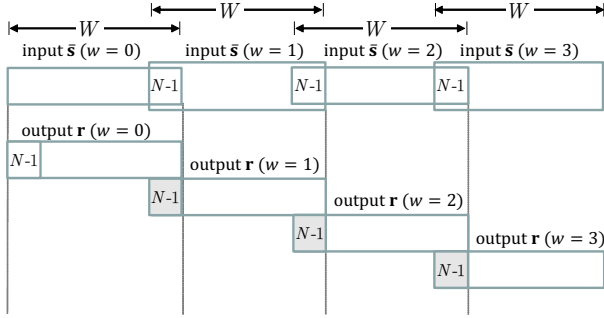 W W
W W
input s̄ (w = 0) input s̄ (w = 1) input s̄ (w = 2) input s̄ (w = 3)
N-1 N-1 N-1
output r (w = 0)
N-1 output r (w = 1)
N-1 output r (w = 2)
N-1 output r (w = 3)
N-1